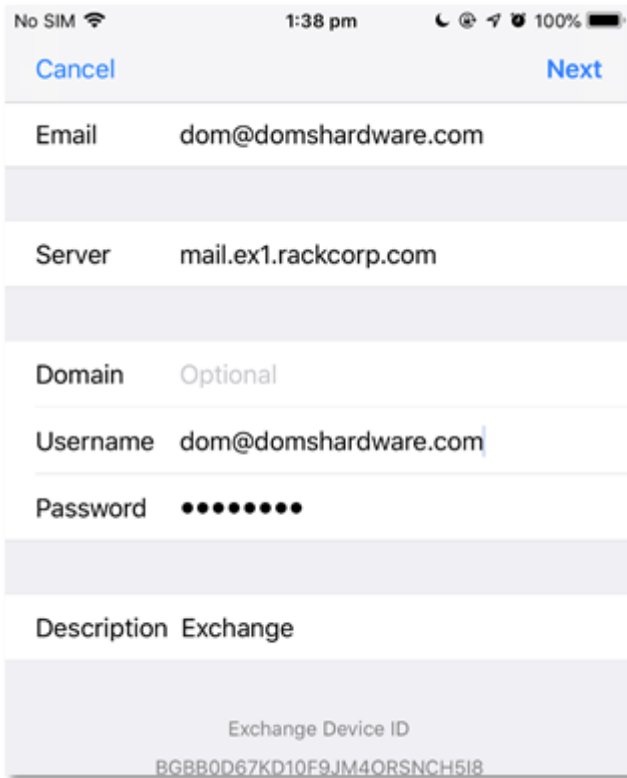 No SIM 1:38 pm 100%
Cancel Next
Email dom@domshardware.com
Server mail.ex1.rackcorp.com
Domain Optional
Username dom@domshardware.com
Password ••••••••
Description Exchange
Exchange Device ID
BGBB0D67KD10F9JM4ORSNCH5I8